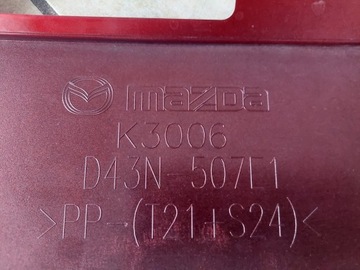 mazda
K3006
D43N-507E1
>PP-(T21+S24)<